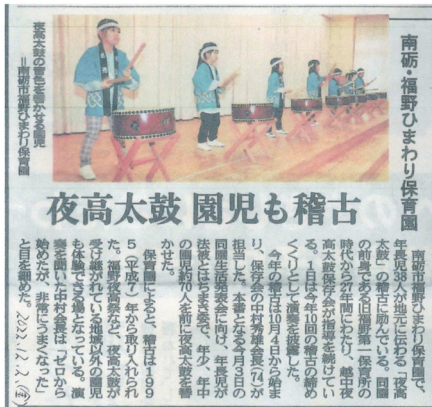 南砺・福野ひまわり保育園
夜高太鼓 園児も稽古
夜高太鼓の音色を響かせる園児
＝南砺市福野ひまわり保育園
南砺市福野ひまわり保育園で、
年長児38人が地元に伝わる「夜高
太鼓」の稽古に励んでいる。同園
の前身である旧福野第一保育所の
時代から27年間にわたり、越中夜
高太鼓保存会が指導を続けてい
る。1日は今年10回の稽古の締め
くくりとして演奏を披露した。
今年の稽古は10月4日から始ま
り、保存会の中村秀雄会長(74)が
担当した。本番となる今月3日の
同園生活発表会に向け、年長児が
法被とはちまき姿で、年少、年中
の園児約70人を前に夜高太鼓を響
かせた。
保育園によると、稽古は199
5（平成7）年から取り入れられ
た。福野夜高祭など、夜高太鼓が
受け継がれている地域以外の園児
も体験できる場となっている。演
奏を聞いた中村会長は「ゼロから
始めたが、非常にうまくなった」
と目を細めた。
2022.12.2(金)